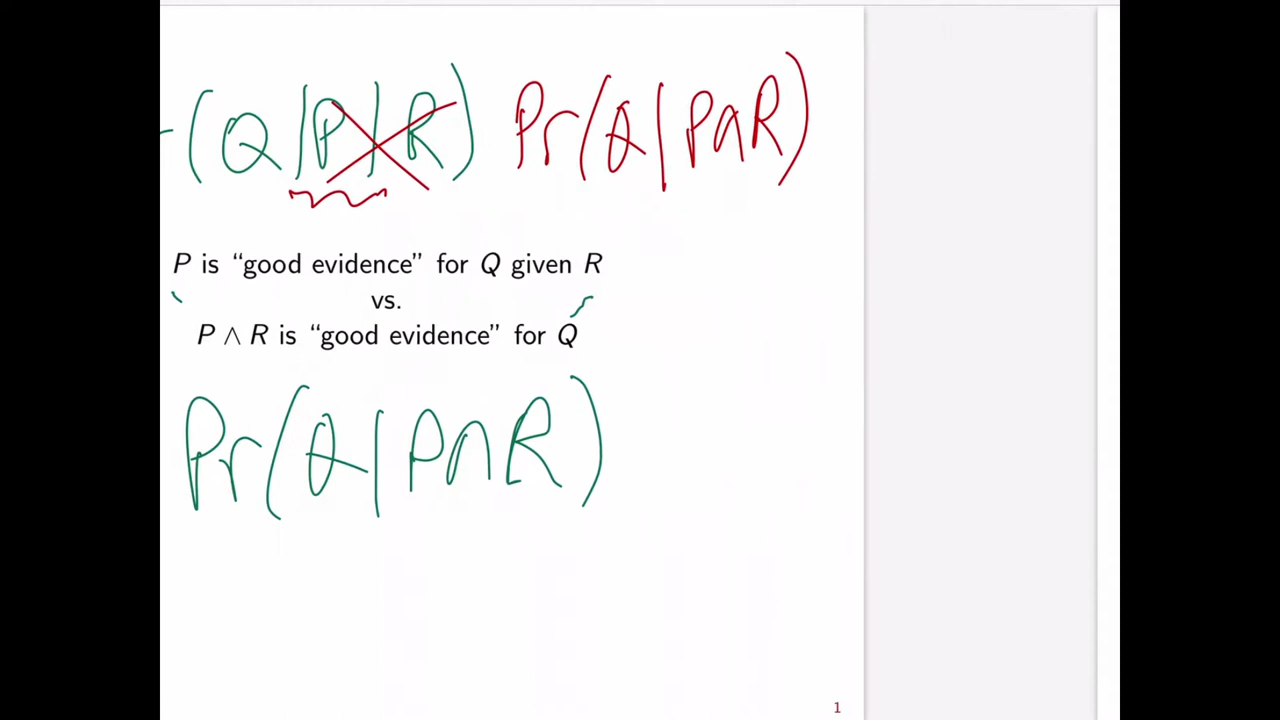 (Q|P|R) Pr(Q|P∩R)
P is “good evidence” for Q given R
vs.
P ∧ R is “good evidence” for Q
Pr(Q|P∩R)
1